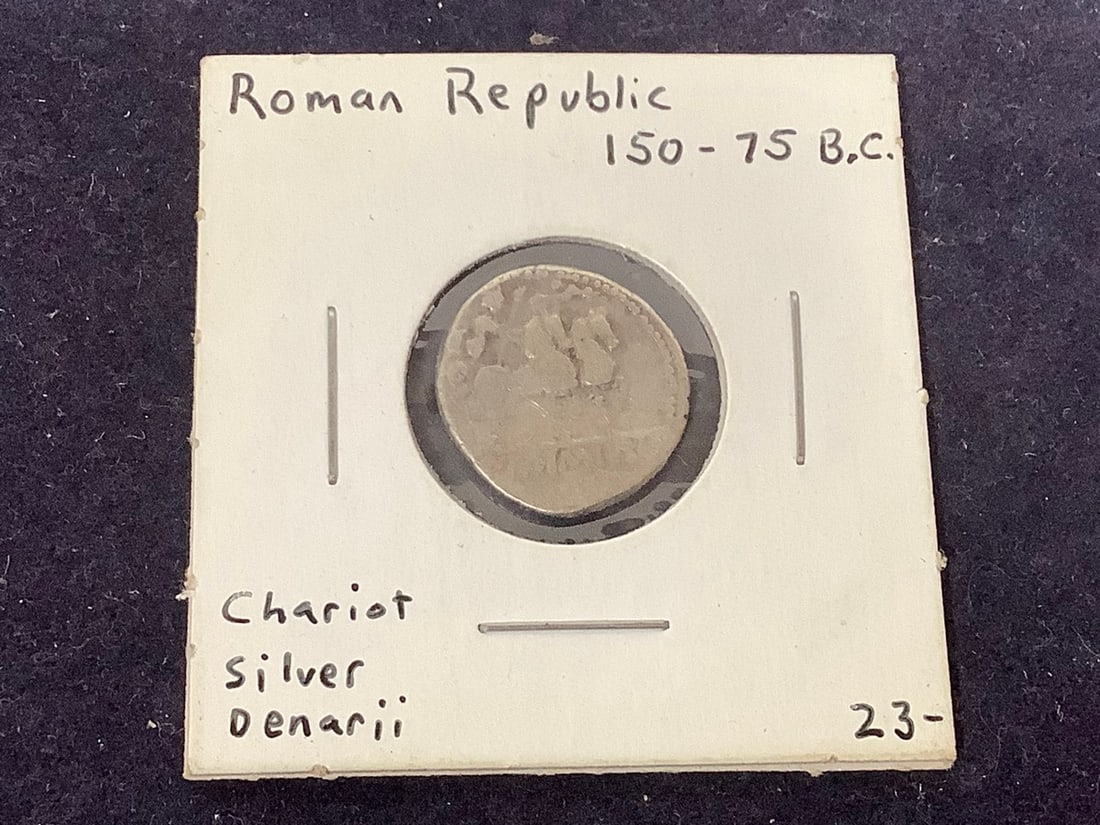 Roman Republic
150-75 B.C.
Chariot
Silver
Denarii
23-